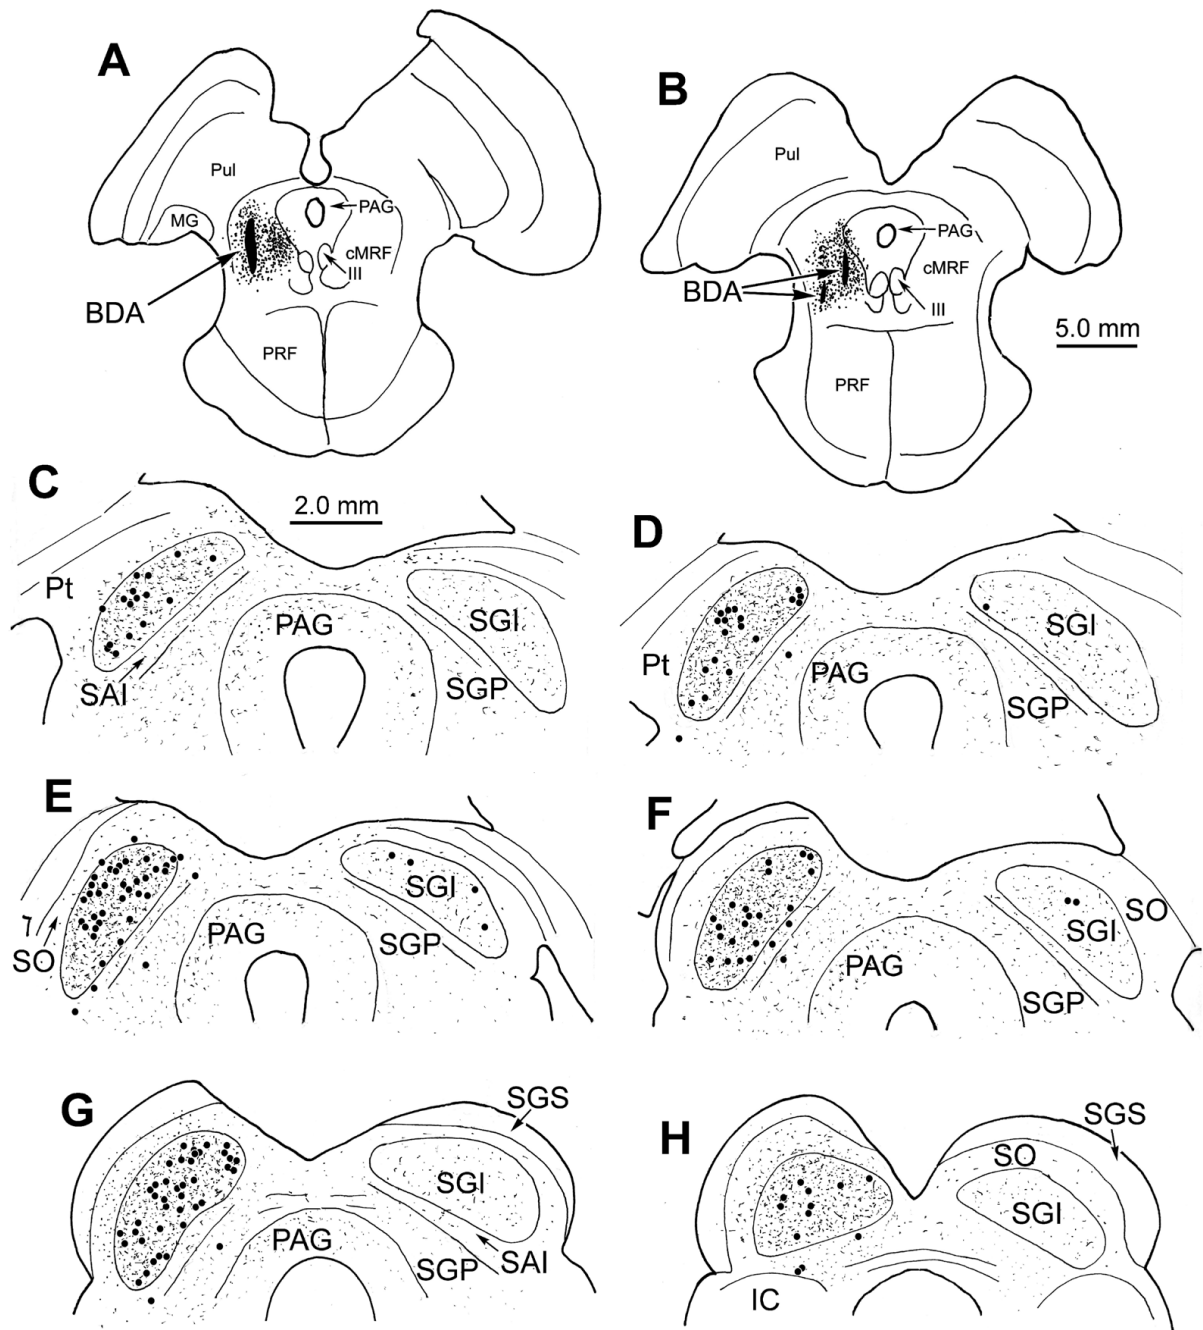 A
Pul
MG
PAG
cMRF
III
BDA
PRF
B
Pul
PAG
cMRF
BDA
III
5.0 mm
PRF
C
2.0 mm
Pt
PAG
SGI
SAI
SGP
D
SGI
Pt
PAG
SGP
E
SGI
PAG
SGP
SO
F
SGI
SO
PAG
SGP
G
SGS
SGI
PAG
SGP
SAI
H
SGS
SO
SGI
IC